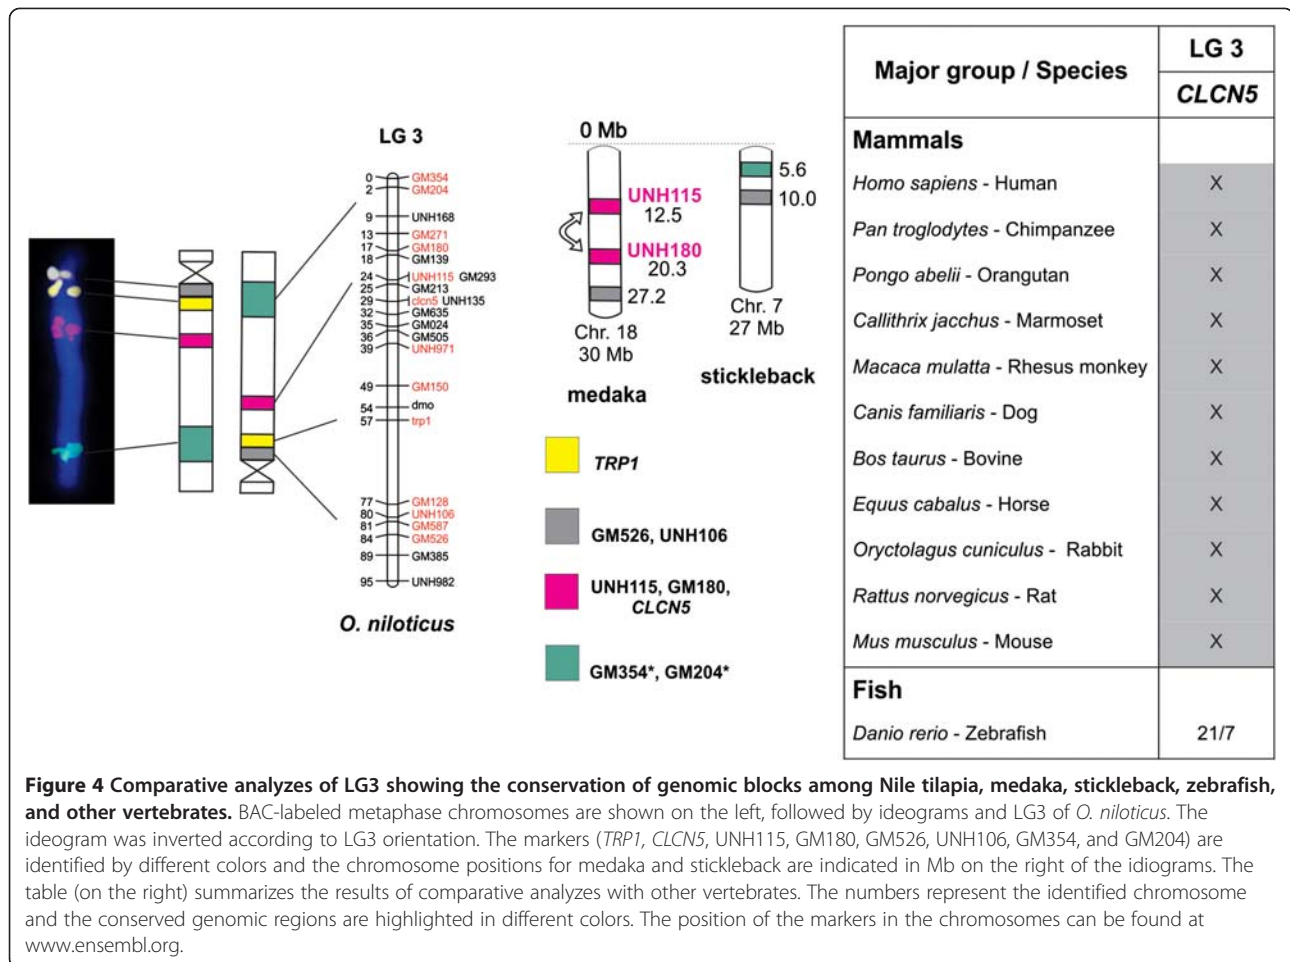 LG 3
0 GM354
2 GM204
9 UNH168
13 GM271
17 GM180
18 GM139
24 UNH115 GM293
25 GM213
29 clcn5 UNH135
32 GM635
35 GM024
36 GM505
39 UNH971
49 GM150
54 dmo
57 trp1
77 GM128
80 UNH106
81 GM587
84 GM526
89 GM385
95 UNH982
O. niloticus
0 Mb
UNH115
12.5
UNH180
20.3
27.2
Chr. 18
30 Mb
medaka
5.6
10.0
Chr. 7
27 Mb
stickleback
TRP1
GM526, UNH106
UNH115, GM180,
CLCN5
GM354*, GM204*
Major group / Species
LG 3
CLCN5
Mammals
Homo sapiens - Human X
Pan troglodytes - Chimpanzee X
Pongo abelii - Orangutan X
Callithrix jacchus - Marmoset X
Macaca mulatta - Rhesus monkey X
Canis familiaris - Dog X
Bos taurus - Bovine X
Equus cabalus - Horse X
Oryctolagus cuniculus - Rabbit X
Rattus norvegicus - Rat X
Mus musculus - Mouse X
Fish
Danio rerio - Zebrafish 21/7
Figure 4 Comparative analyzes of LG3 showing the conservation of genomic blocks among Nile tilapia, medaka, stickleback, zebrafish,
and other vertebrates. BAC-labeled metaphase chromosomes are shown on the left, followed by ideograms and LG3 of O. niloticus. The
ideogram was inverted according to LG3 orientation. The markers (TRP1, CLCN5, UNH115, GM180, GM526, UNH106, GM354, and GM204) are
identified by different colors and the chromosome positions for medaka and stickleback are indicated in Mb on the right of the idiograms. The
table (on the right) summarizes the results of comparative analyzes with other vertebrates. The numbers represent the identified chromosome
and the conserved genomic regions are highlighted in different colors. The position of the markers in the chromosomes can be found at
www.ensembl.org.